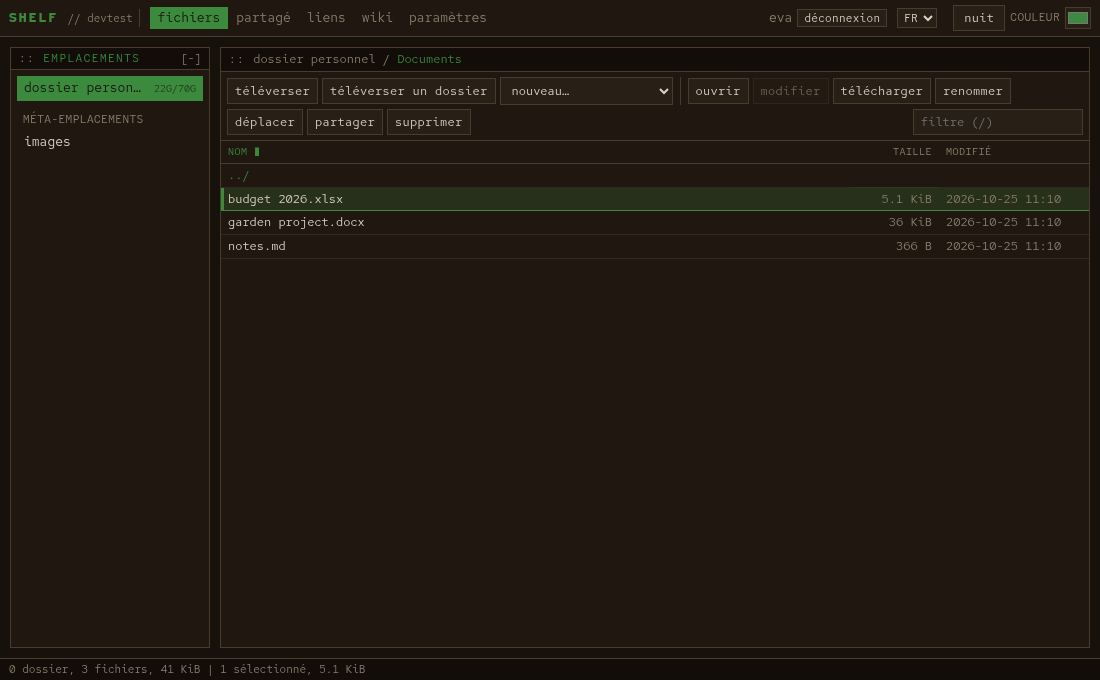 SHELF // devtest fichiers partagé liens wiki paramètres eva déconnexion FR nuit COULEUR
:: EMPLACEMENTS [-]
dossier person… 22G/70G
MÉTA-EMPLACEMENTS
images
:: dossier personnel / Documents
téléverser téléverser un dossier nouveau… ouvrir modifier télécharger renommer
déplacer partager supprimer filtre (/)
NOM TAILLE MODIFIÉ
../
budget 2026.xlsx 5.1 KiB 2026-10-25 11:10
garden project.docx 36 KiB 2026-10-25 11:10
notes.md 366 B 2026-10-25 11:10
0 dossier, 3 fichiers, 41 KiB | 1 sélectionné, 5.1 KiB